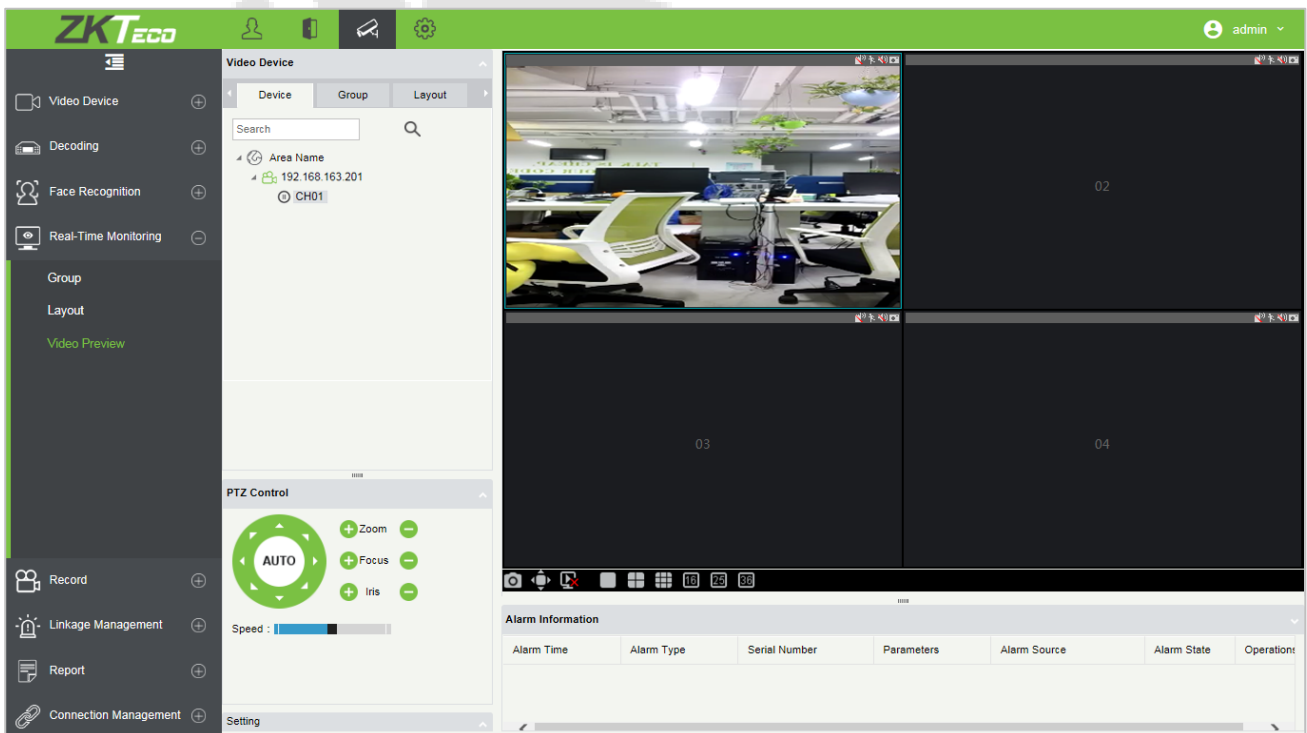 ZKTECO
admin
Video Device
Decoding
Face Recognition
Real-Time Monitoring
Group
Layout
Video Preview
Record
Linkage Management
Report
Connection Management
Video Device
Device Group Layout
Search
Area Name
192.168.163.201
CH01
PTZ Control
AUTO
Zoom
Focus
Iris
Speed :
Setting
TALK IS CHEAP
02
03
04
16 25 36
Alarm Information
Alarm Time Alarm Type Serial Number Parameters Alarm Source Alarm State Operations